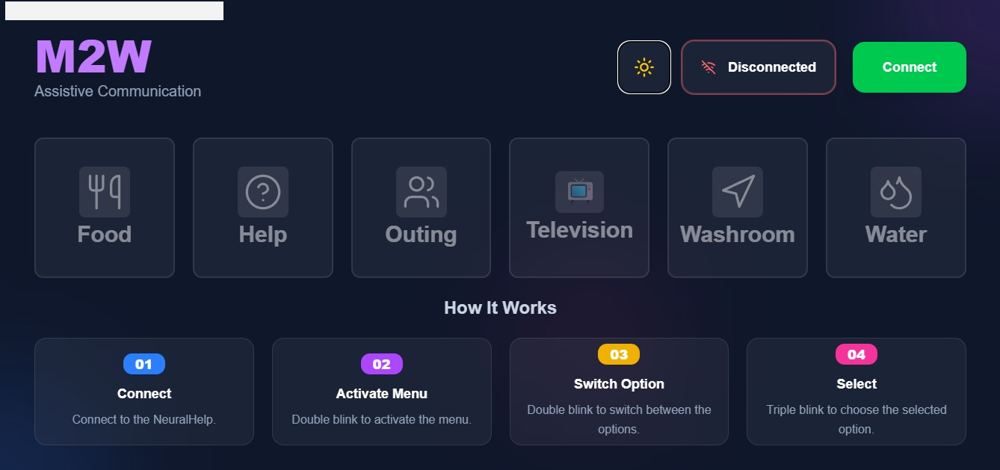 M2W
Assistive Communication
Disconnected
Connect
Food
Help
Outing
Television
Washroom
Water
How It Works
01
Connect
Connect to the NeuralHelp.
02
Activate Menu
Double blink to activate the menu.
03
Switch Option
Double blink to switch between the
options.
04
Select
Triple blink to choose the selected
option.